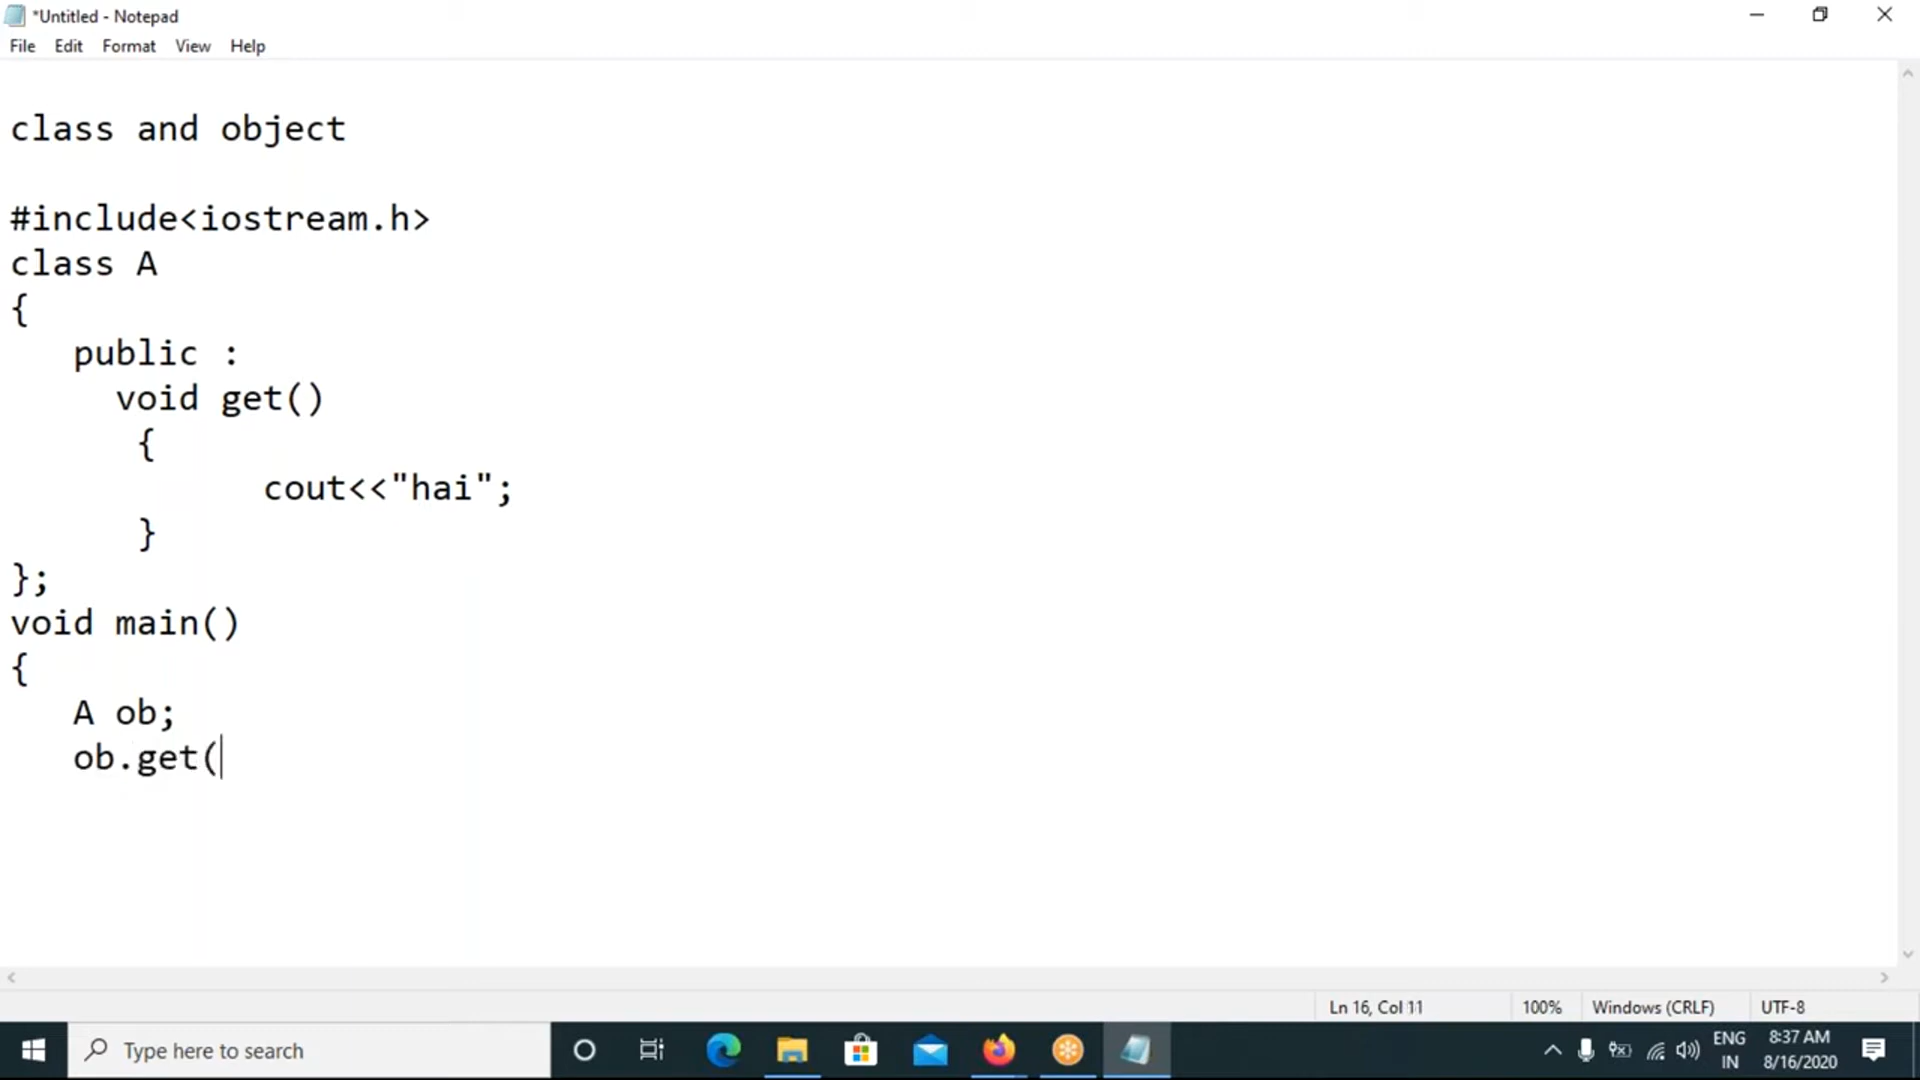 *Untitled - Notepad
File Edit Format View Help
class and object
#include<iostream.h>
class A
{
public :
void get()
{
cout<<"hai";
}
};
void main()
{
A ob;
ob.get(
Ln 16, Col 11 100% Windows (CRLF) UTF-8
Type here to search
ENG
IN
8:37 AM
8/16/2020